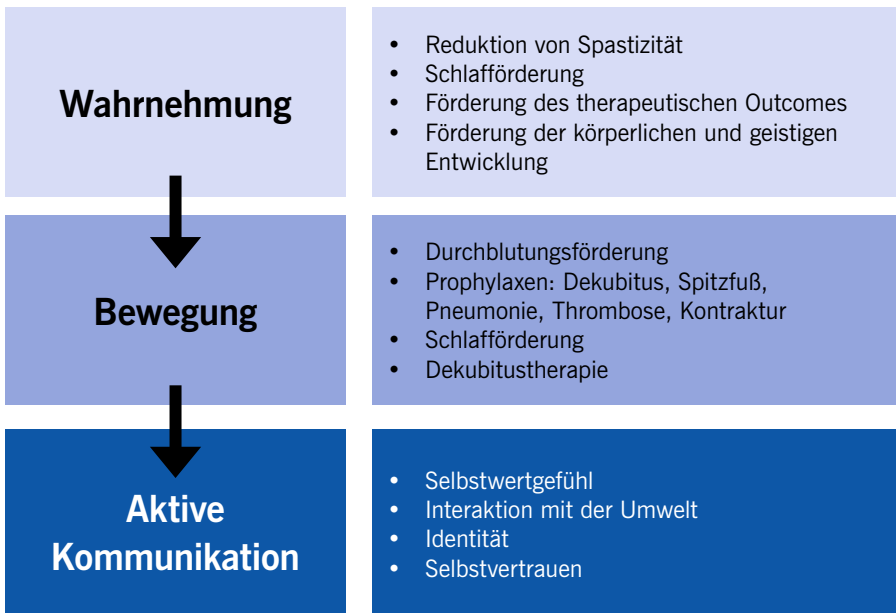 Wahrnehmung
• Reduktion von Spastizität
• Schlafförderung
• Förderung des therapeutischen Outcomes
• Förderung der körperlichen und geistigen
Entwicklung
Bewegung
• Durchblutungsförderung
• Prophylaxen: Dekubitus, Spitzfuß,
Pneumonie, Thrombose, Kontraktur
• Schlafförderung
• Dekubitustherapie
Aktive
Kommunikation
• Selbstwertgefühl
• Interaktion mit der Umwelt
• Identität
• Selbstvertrauen